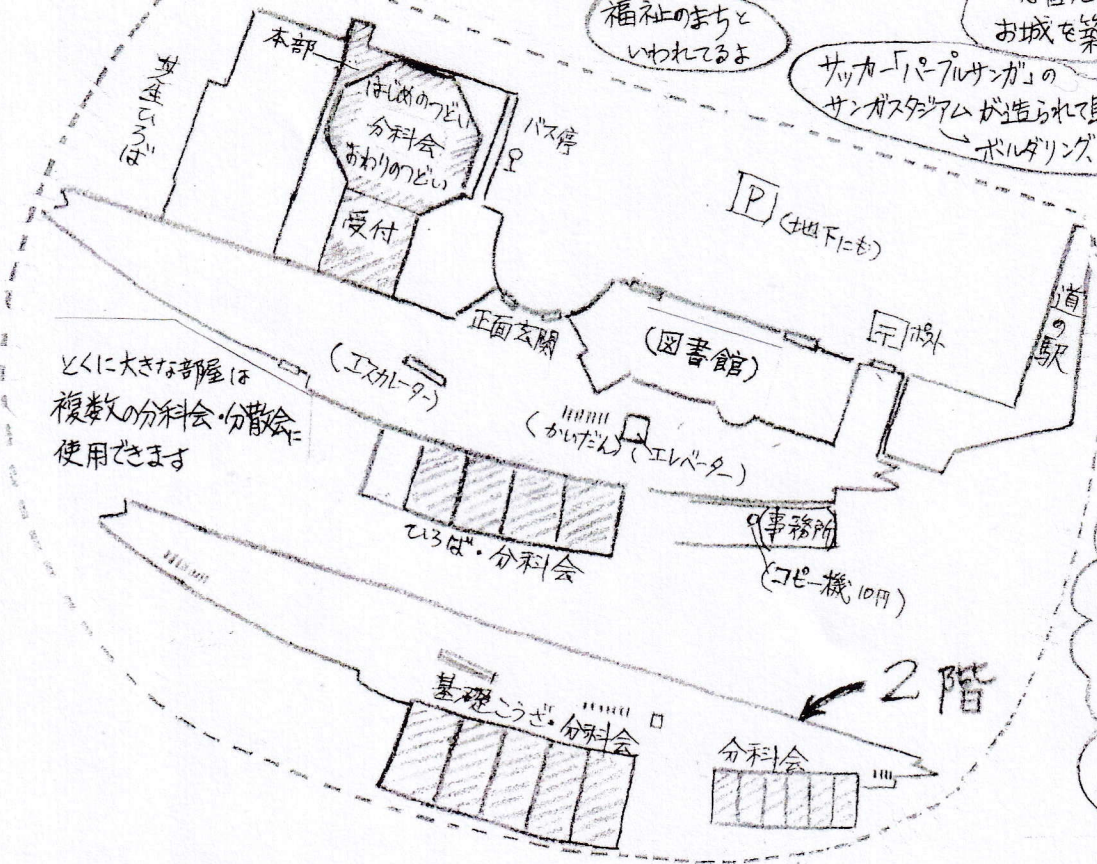 福祉のまちと
いわれてるよ
お城を築
サッカー「パープルサンガ」の
サンガスタジアムが造られて
ボルダリング、
本部
はじめのつどい
分科会
おわりのつどい
受付
共生ひろば
バス停
P (地下にも)
道の駅
〒 ポスト
正面玄関
(図書館)
(エスカレーター)
(かいだん)
(エレベーター)
とくに大きな部屋は
複数の分科会・分散会に
使用できます
ひろば・分科会
(事務所)
(コピー機 10円)
2階
基礎こうざ・分科会
分科会